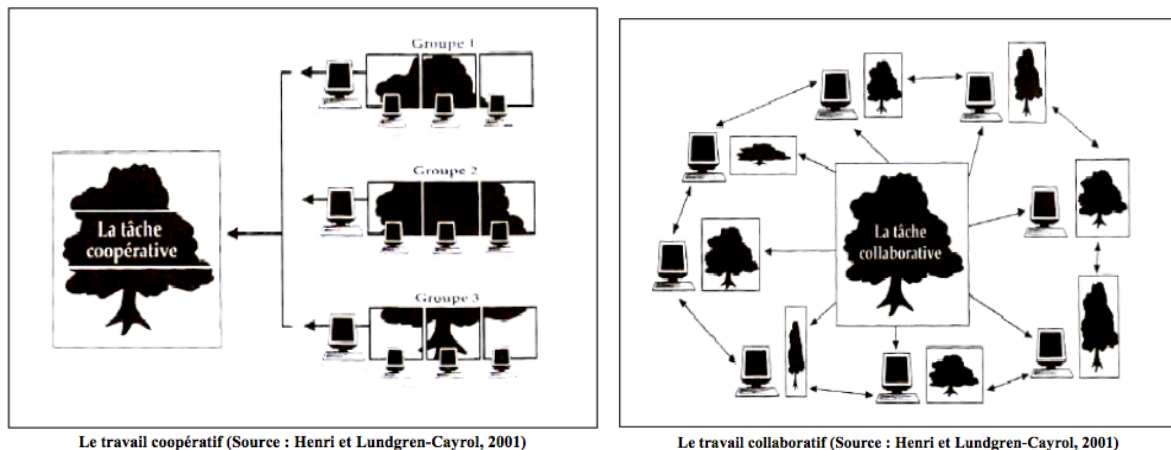 Groupe 1
Groupe 2
La tâche
coopérative
Groupe 3
Le travail coopératif (Source : Henri et Lundgren-Cayrol, 2001)
La tâche
collaborative
Le travail collaboratif (Source : Henri et Lundgren-Cayrol, 2001)